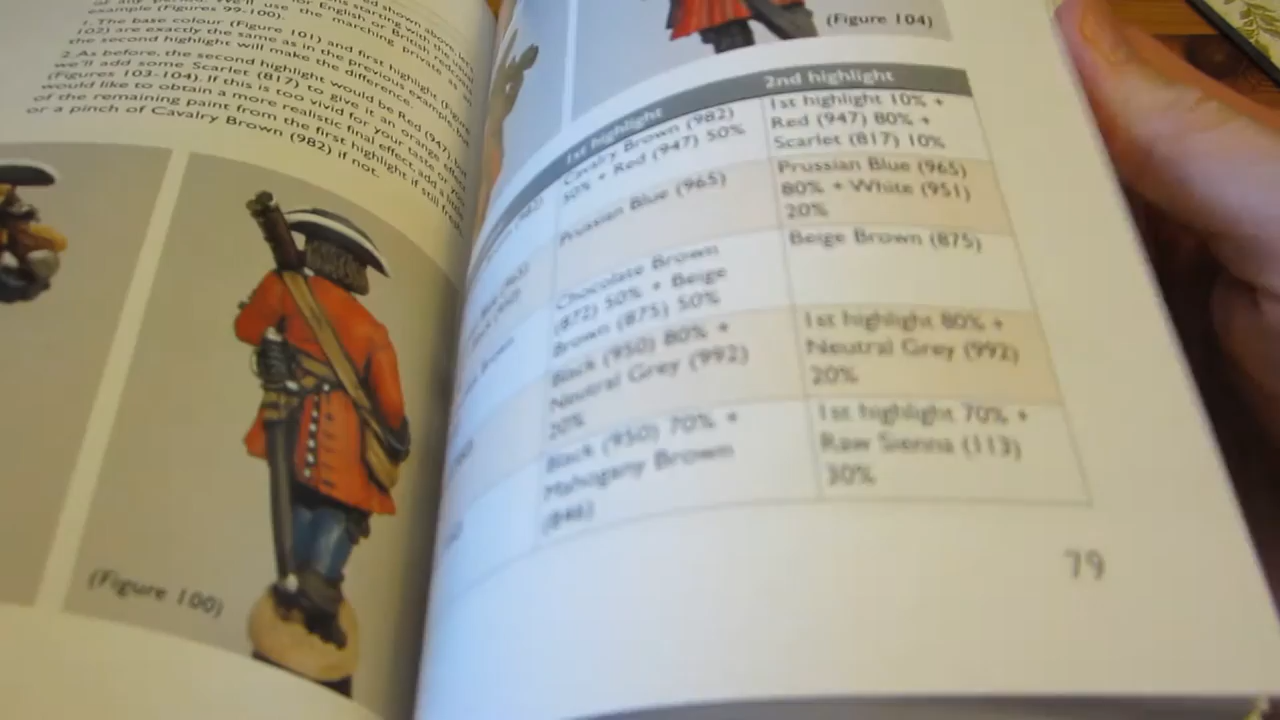 example (Figures 99-100).
1. The base colour (Figure 101) and first highlight (Figure
102) are exactly the same as in the previous example, but
the second highlight will make the difference.
2. As before, the second highlight would be Red (947), but
we'll add some Scarlet (817) to give it an orange
(Figures 103-104). If this is too vivid for your taste or you
would like to obtain a more realistic final effect, add a little
of the remaining paint from the first highlight if still fresh,
or a pinch of Cavalry Brown (982) if not.
(Figure 100)
(Figure 104)
1st highlight
2nd highlight
Cavalry Brown (982)
50% + Red (947) 50%
1st highlight 10% +
Red (947) 80% +
Scarlet (817) 10%
Prussian Blue (965)
Prussian Blue (965)
80% + White (951)
20%
Chocolate Brown
(872) 50% + Beige
Brown (875) 50%
Beige Brown (875)
Black (950) 80% +
Neutral Grey (992)
20%
1st highlight 80% +
Neutral Grey (992)
20%
Black (950) 70% +
Mahogany Brown
(846)
1st highlight 70% +
Raw Sienna (113)
30%
79